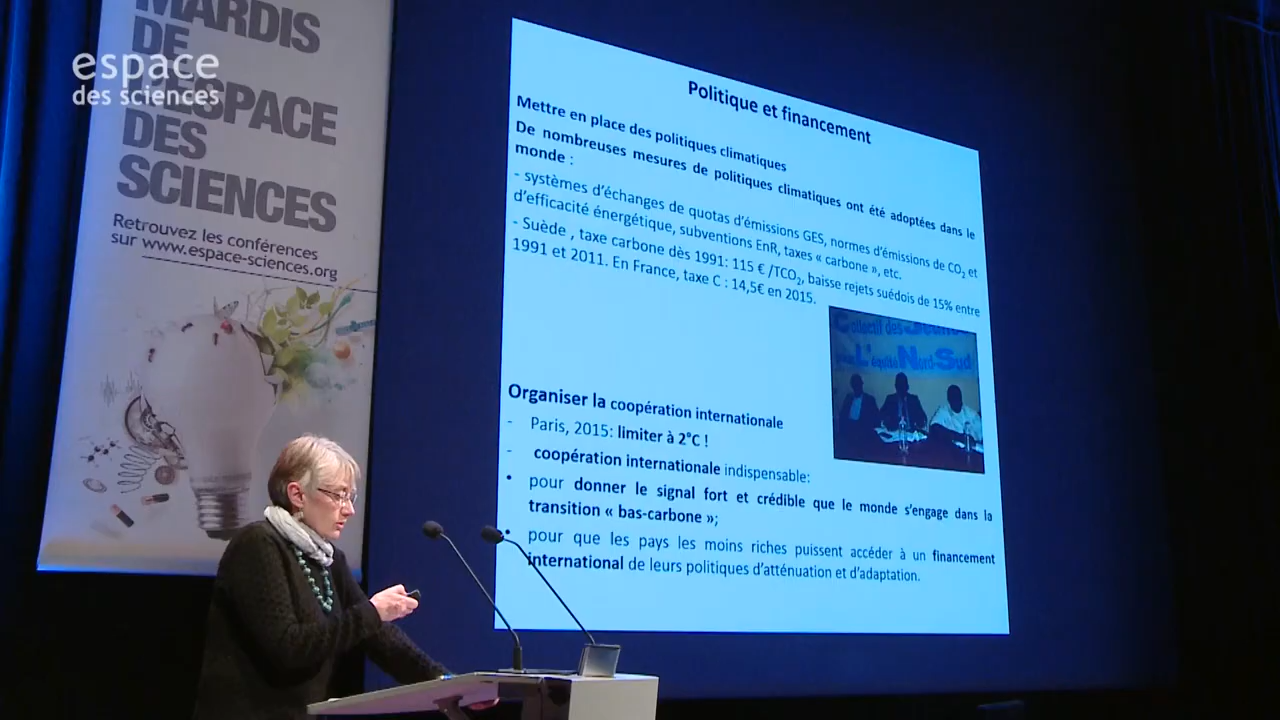 MARDIS
DE
L'ESPACE
DES
SCIENCES
espace
des sciences
Retrouvez les conférences
sur www.espace-sciences.org
Politique et financement
Mettre en place des politiques climatiques
De nombreuses mesures de politiques climatiques ont été adoptées dans le
monde :
- systèmes d'échanges de quotas d'émissions GES, normes d'émissions de CO₂ et
d'efficacité énergétique, subventions EnR, taxes « carbone », etc.
- Suède , taxe carbone dès 1991: 115 € /TCO₂, baisse rejets suédois de 15% entre
1991 et 2011. En France, taxe C : 14,5€ en 2015.
Collectif des
L'équité Nord-Sud
Organiser la coopération internationale
- Paris, 2015: limiter à 2°C !
- coopération internationale indispensable:
• pour donner le signal fort et crédible que le monde s'engage dans la
transition « bas-carbone »;
• pour que les pays les moins riches puissent accéder à un financement
international de leurs politiques d'atténuation et d'adaptation.